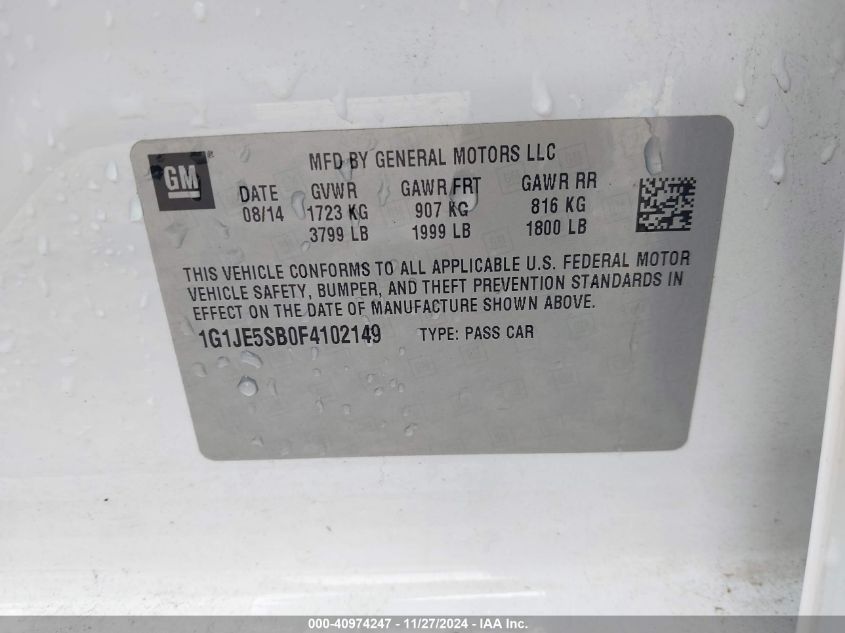 GM
MFD BY GENERAL MOTORS LLC
DATE GVWR GAWR FRT GAWR RR
08/14 1723 KG 907 KG 816 KG
3799 LB 1999 LB 1800 LB
THIS VEHICLE CONFORMS TO ALL APPLICABLE U.S. FEDERAL MOTOR
VEHICLE SAFETY, BUMPER, AND THEFT PREVENTION STANDARDS IN
EFFECT ON THE DATE OF MANUFACTURE SHOWN ABOVE.
1G1JE5SB0F4102149 TYPE: PASS CAR
000-40974247 - 11/27/2024 - IAA Inc.